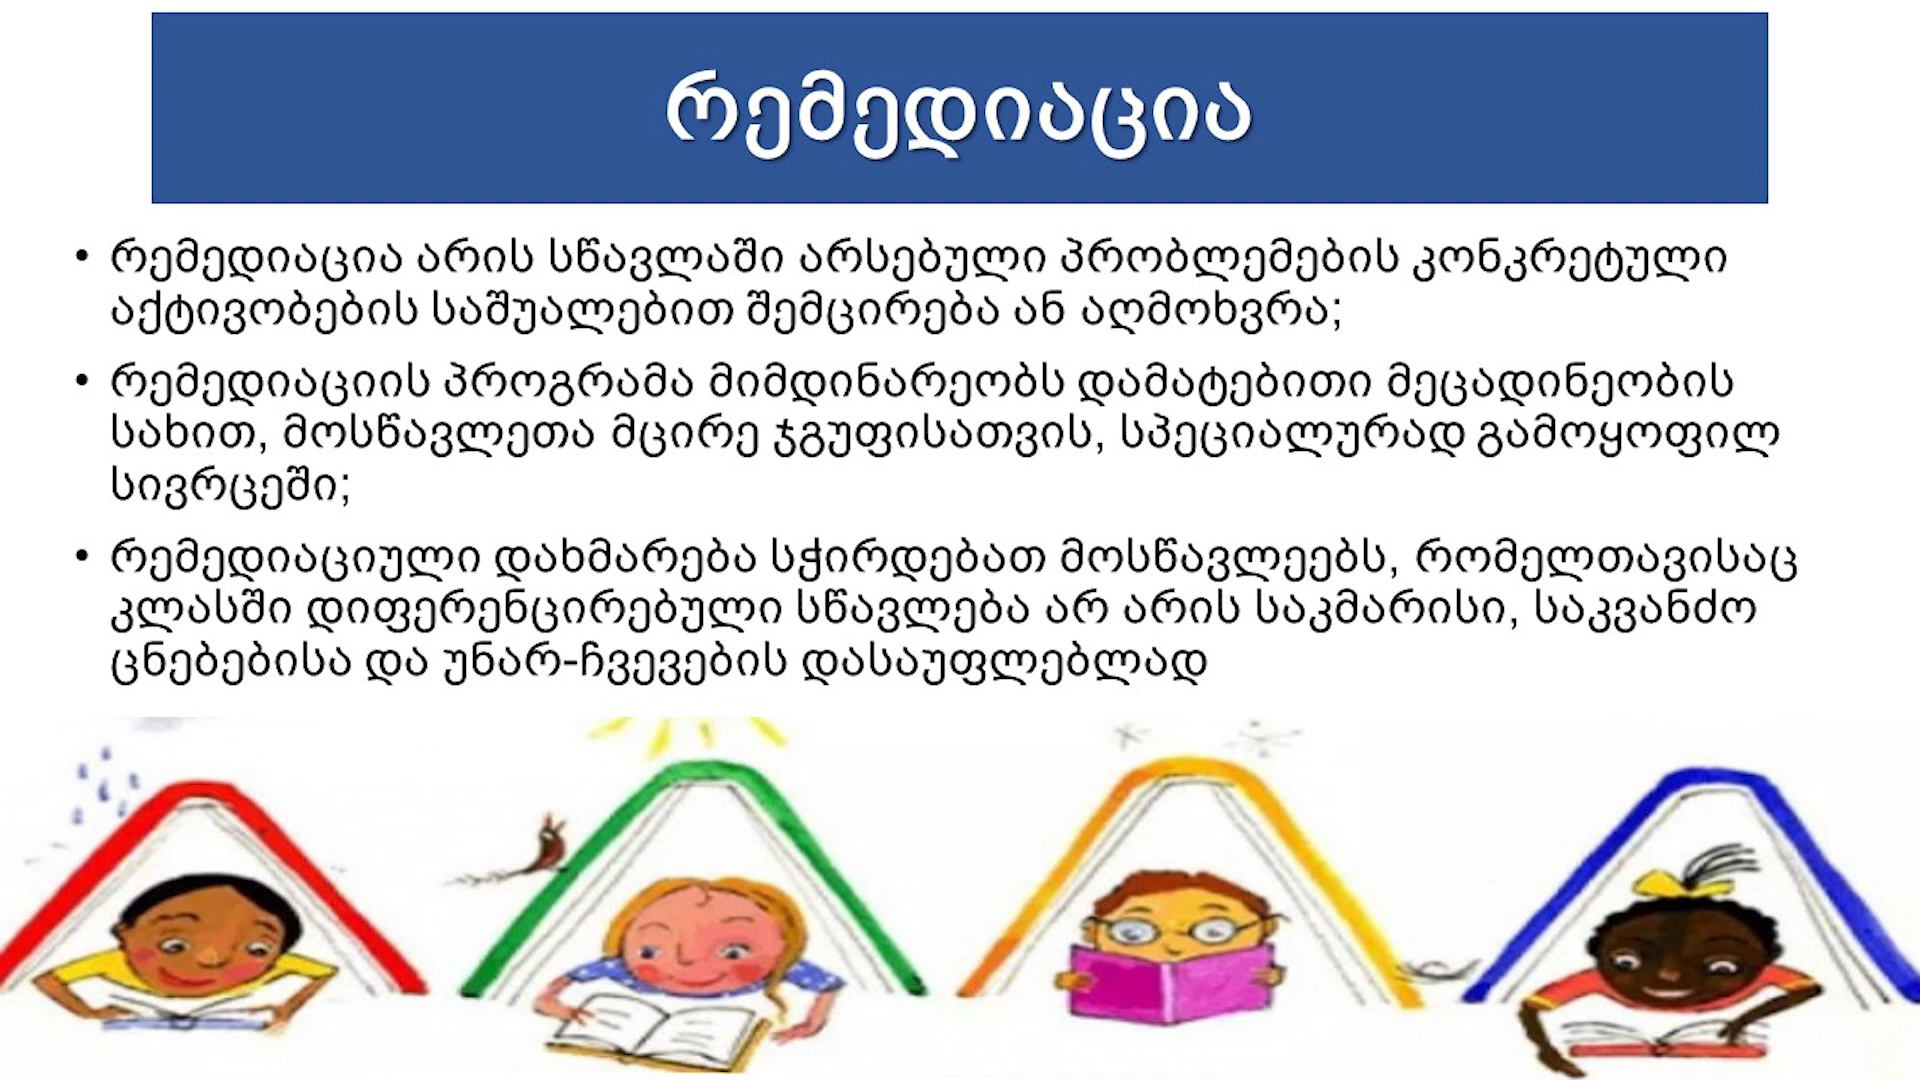 რემედიაცია
• რემედიაცია არის სწავლაში არსებული პრობლემების კონკრეტული
აქტივობების საშუალებით შემცირება ან აღმოხვრა;
• რემედიაციის პროგრამა მიმდინარეობს დამატებითი მეცადინეობის
სახით, მოსწავლეთა მცირე ჯგუფისათვის, სპეციალურად გამოყოფილ
სივრცეში;
• რემედიაციული დახმარება სჭირდებათ მოსწავლეებს, რომელთავისაც
კლასში დიფერენცირებული სწავლება არ არის საკმარისი, საკვანძო
ცნებებისა და უნარ-ჩვევების დასაუფლებლად